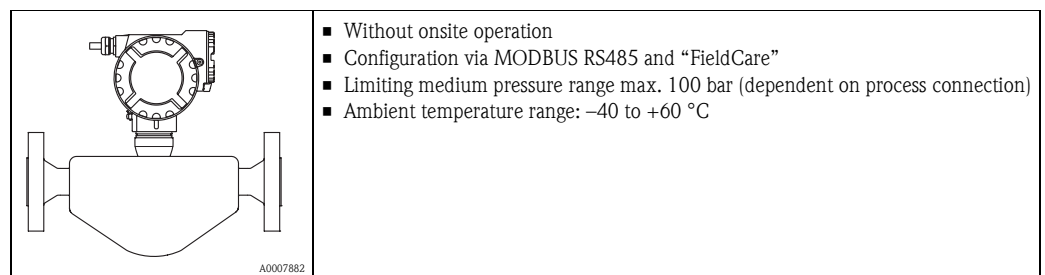 ▪ Without onsite operation
▪ Configuration via MODBUS RS485 and “FieldCare”
▪ Limiting medium pressure range max. 100 bar (dependent on process connection)
▪ Ambient temperature range: –40 to +60 °C
A0007882